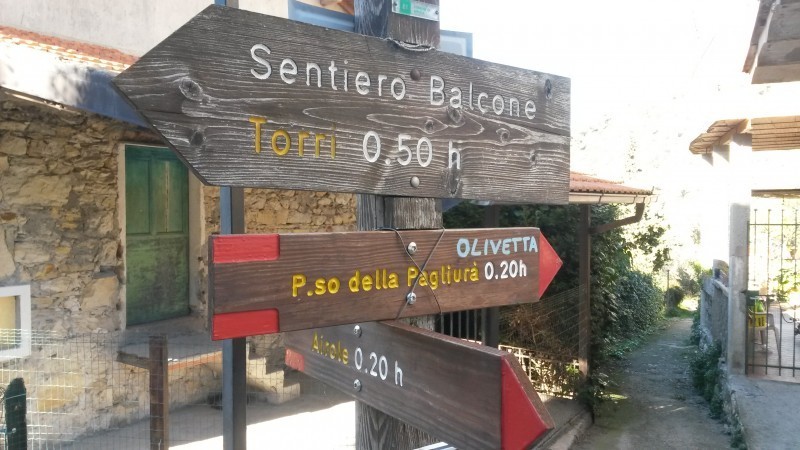 Sentiero Balcone
Torri 0.50 h
OLIVETTA
P.so della Pagliurà 0.20h
Airole 0.20 h